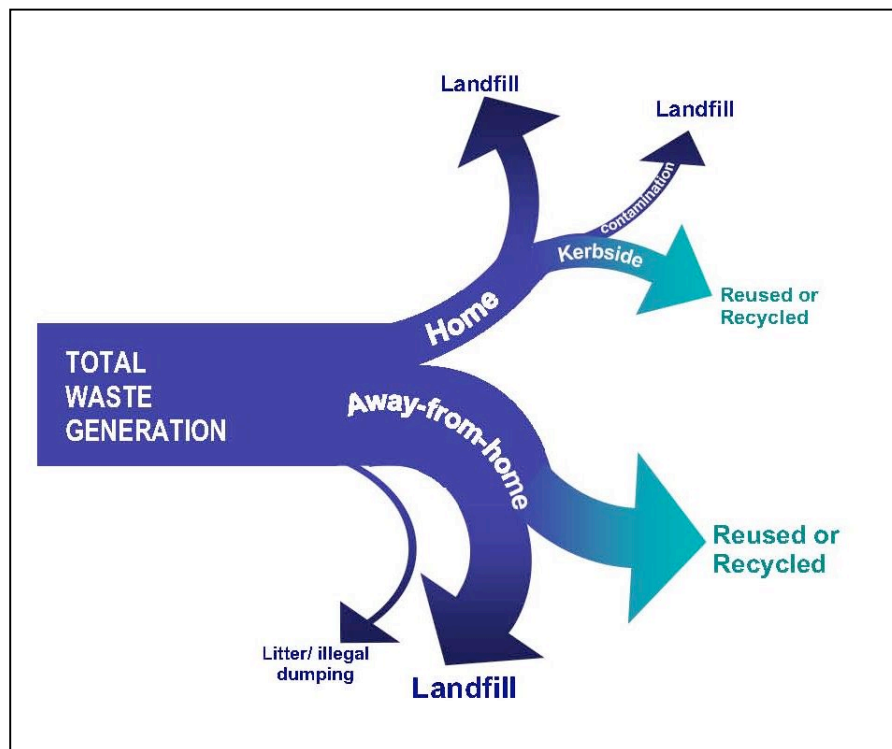 Landfill
Landfill
contamination
Kerbside
Reused or
Recycled
Home
TOTAL
WASTE
GENERATION
Away-from-home
Reused or
Recycled
Litter/ illegal
dumping
Landfill